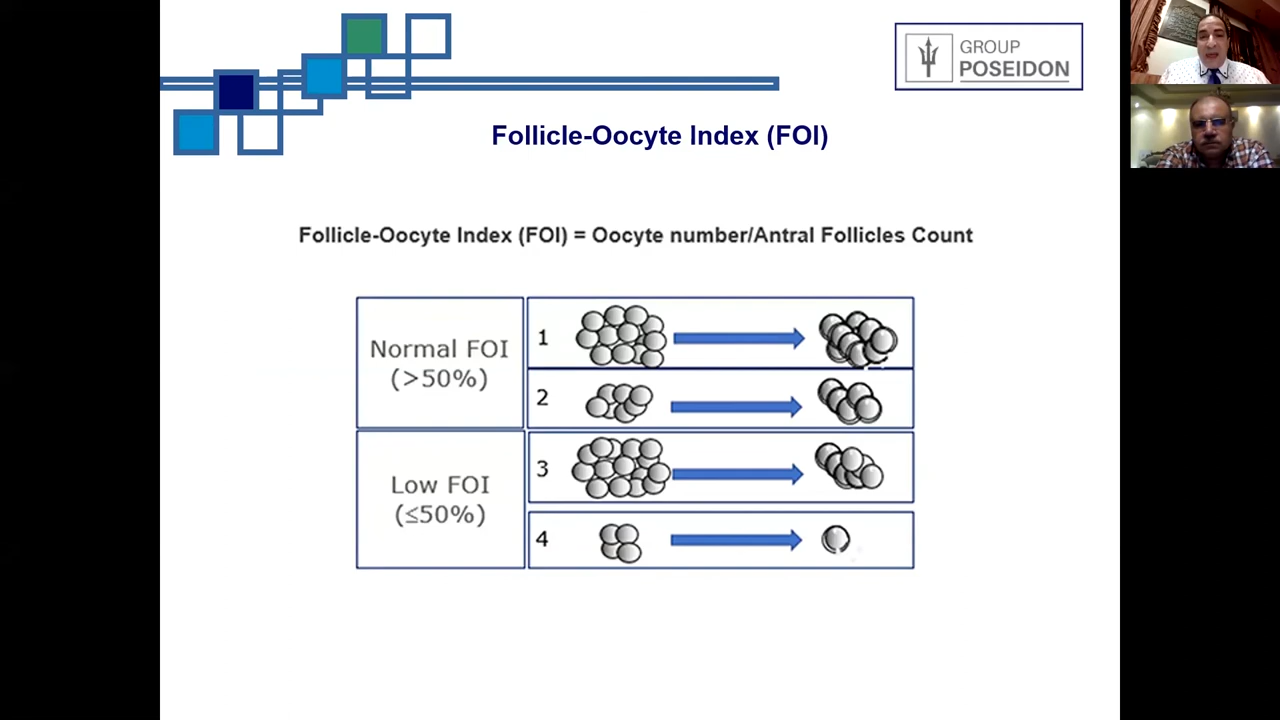 GROUP
POSEIDON
Follicle-Oocyte Index (FOI)
Follicle-Oocyte Index (FOI) = Oocyte number/Antral Follicles Count
Normal FOI
(>50%)
1
2
Low FOI
(≤50%)
3
4